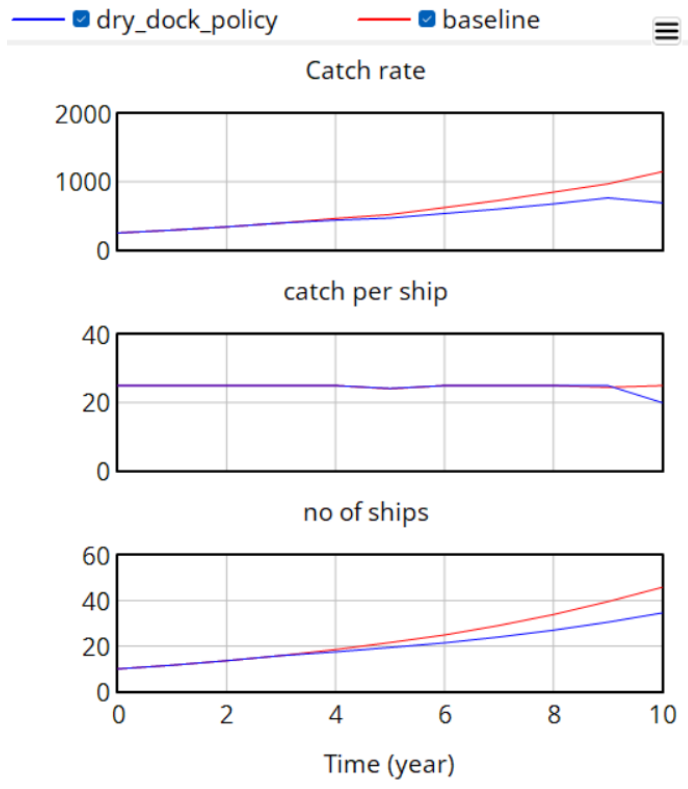 dry_dock_policy baseline
Catch rate
2000
1000
0
catch per ship
40
20
0
no of ships
60
40
20
0
0 2 4 6 8 10
Time (year)